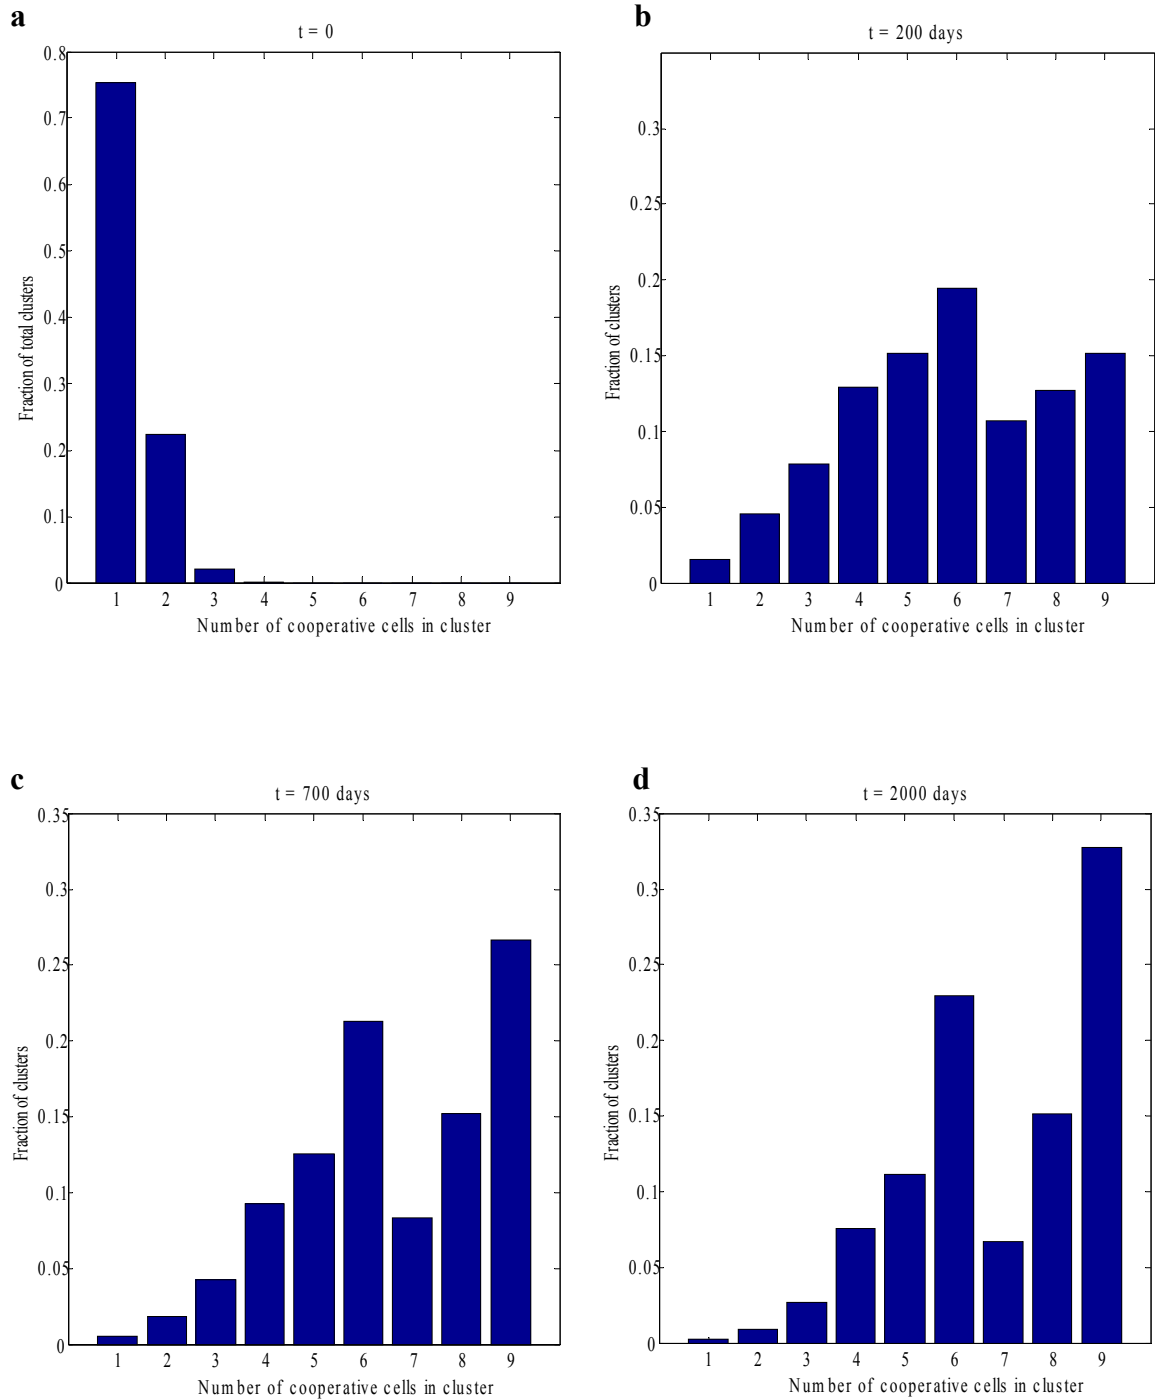 a
t = 0
0.8
0.7
0.6
0.5
0.4
0.3
0.2
0.1
0
Fraction of total clusters
1 2 3 4 5 6 7 8 9
Number of cooperative cells in cluster
b
t = 200 days
0.3
0.25
0.2
0.15
0.1
0.05
0
Fraction of clusters
1 2 3 4 5 6 7 8 9
Number of cooperative cells in cluster
c
t = 700 days
0.35
0.3
0.25
0.2
0.15
0.1
0.05
0
Fraction of clusters
1 2 3 4 5 6 7 8 9
Number of cooperative cells in cluster
d
t = 2000 days
0.35
0.3
0.25
0.2
0.15
0.1
0.05
0
Fraction of clusters
1 2 3 4 5 6 7 8 9
Number of cooperative cells in cluster